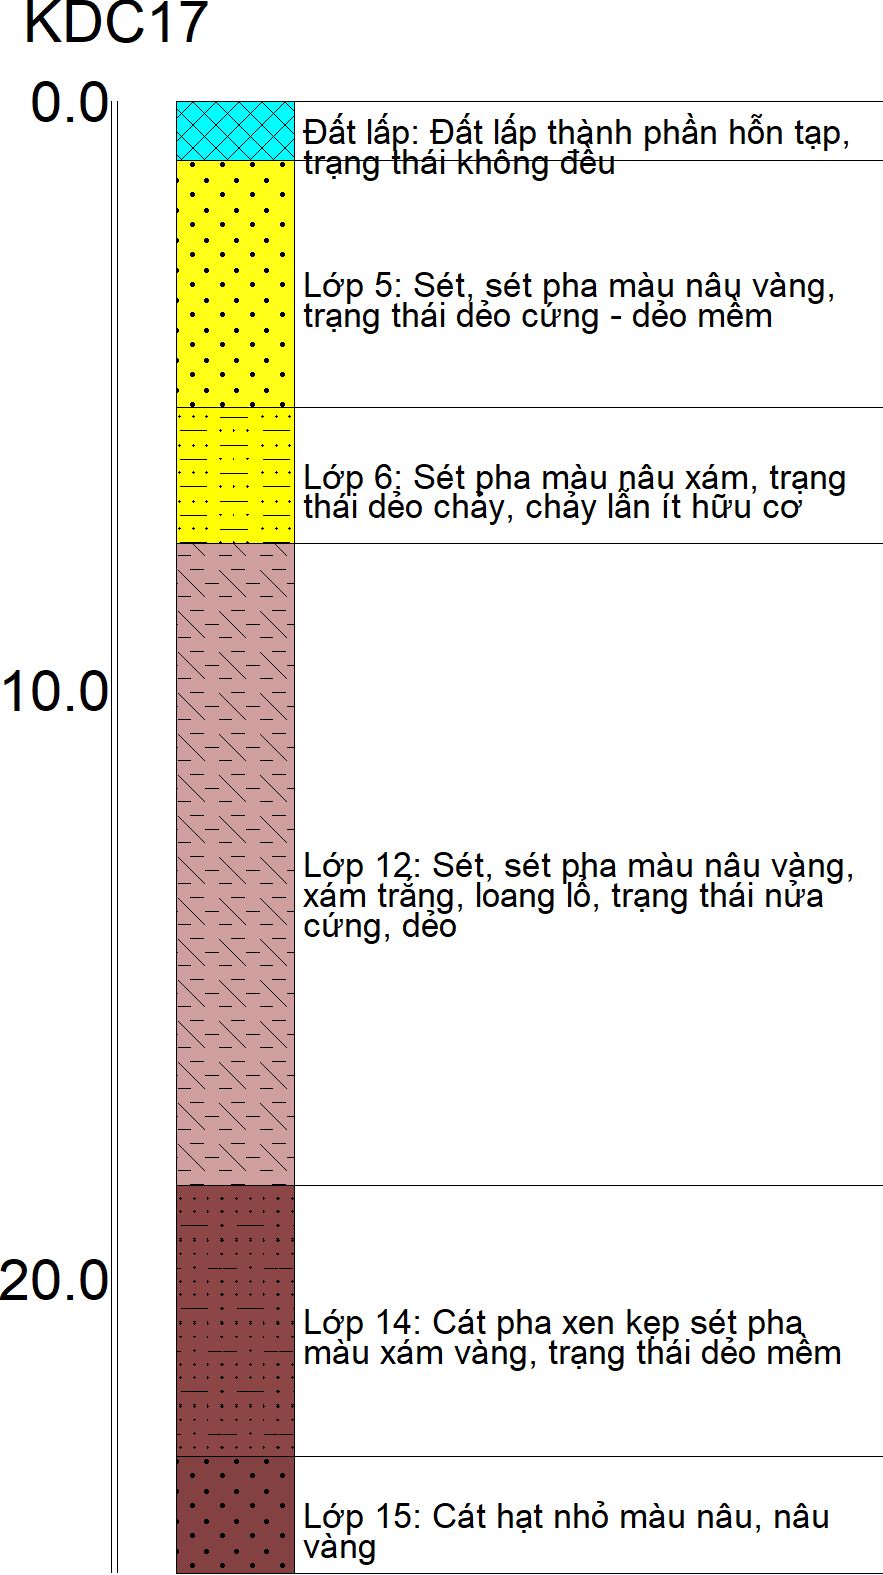 KDC17
0.0
Đất lấp: Đất lấp thành phần hỗn tạp,
trạng thái không đều
Lớp 5: Sét, sét pha màu nâu vàng,
trạng thái dẻo cứng - dẻo mềm
Lớp 6: Sét pha màu nâu xám, trạng
thái dẻo chảy, chảy lẫn ít hữu cơ
10.0
Lớp 12: Sét, sét pha màu nâu vàng,
xám trắng, loang lổ, trạng thái nửa
cứng, dẻo
20.0
Lớp 14: Cát pha xen kẹp sét pha
màu xám vàng, trạng thái dẻo mềm
Lớp 15: Cát hạt nhỏ màu nâu, nâu
vàng